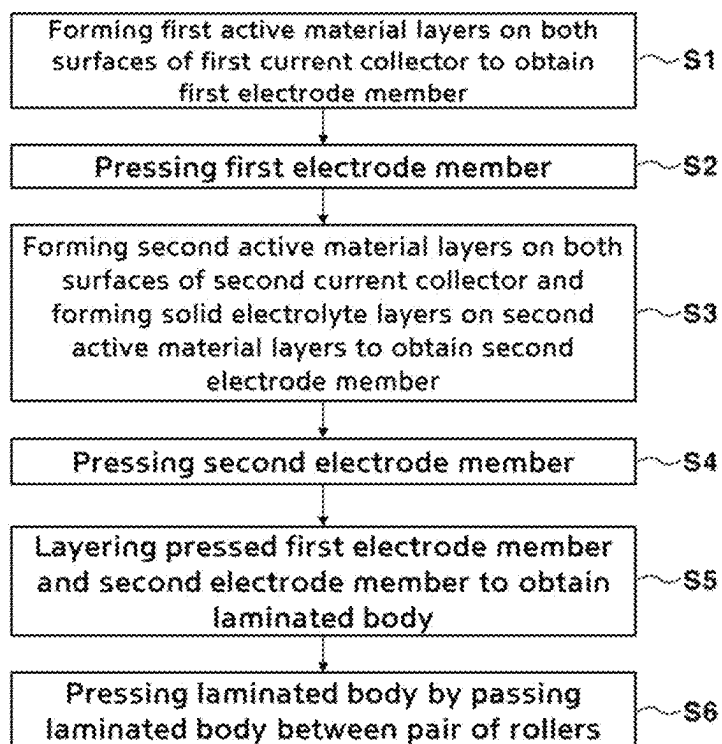 Forming first active material layers on both
surfaces of first current collector to obtain
first electrode member
S1
Pressing first electrode member
S2
Forming second active material layers on both
surfaces of second current collector and
forming solid electrolyte layers on second
active material layers to obtain second
electrode member
S3
Pressing second electrode member
S4
Layering pressed first electrode member
and second electrode member to obtain
laminated body
S5
Pressing laminated body by passing
laminated body between pair of rollers
S6